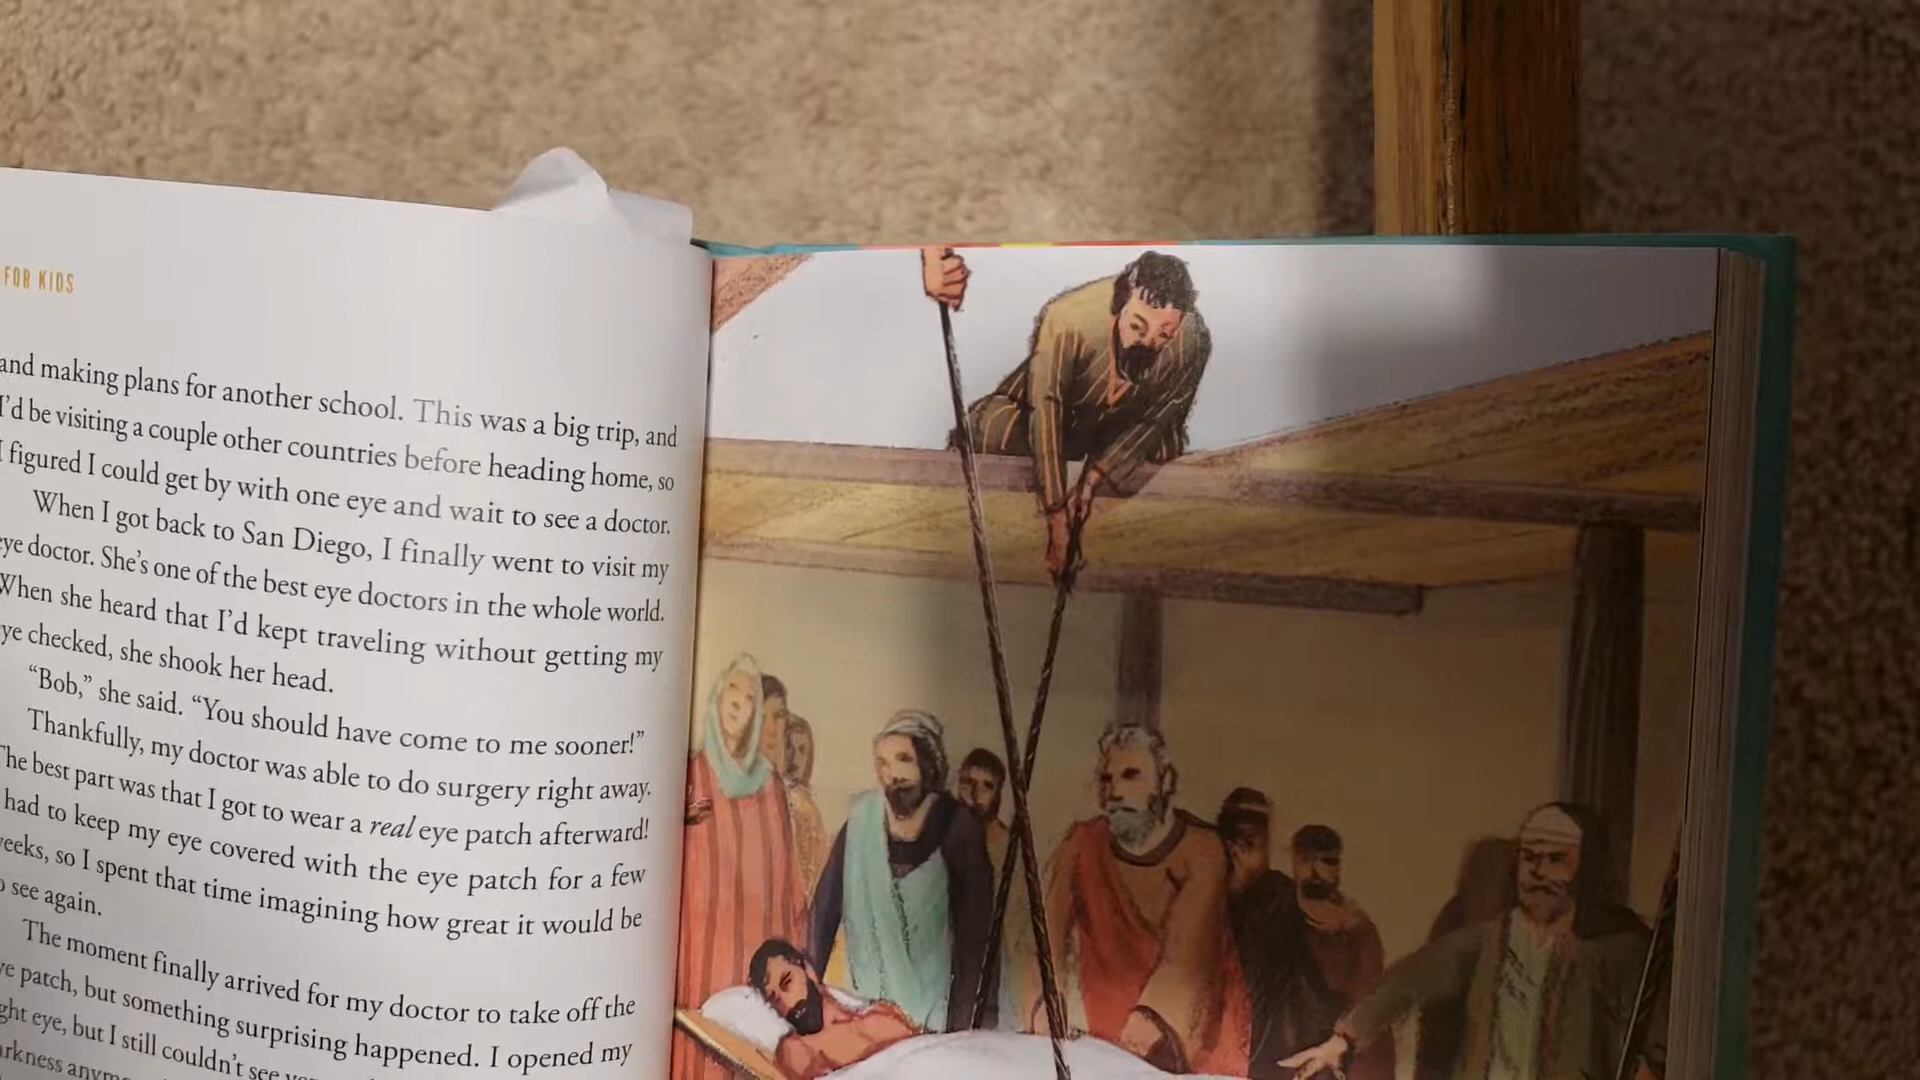 FOR KIDS
and making plans for another school. This was a big trip, and
I'd be visiting a couple other countries before heading home, so
I figured I could get by with one eye and wait to see a doctor.
When I got back to San Diego, I finally went to visit my
eye doctor. She's one of the best eye doctors in the whole world.
When she heard that I'd kept traveling without getting my
eye checked, she shook her head.
“Bob,” she said. “You should have come to me sooner!”
Thankfully, my doctor was able to do surgery right away.
The best part was that I got to wear a real eye patch afterward!
had to keep my eye covered with the eye patch for a few
weeks, so I spent that time imagining how great it would be
see again.
The moment finally arrived for my doctor to take off the
patch, but something surprising happened. I opened my
eye, but I still couldn't see